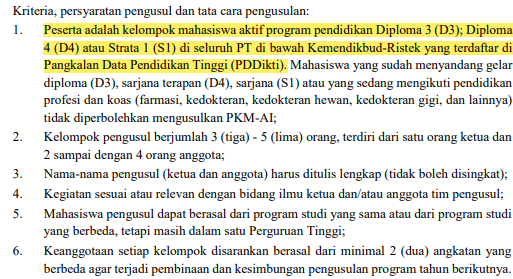 Kriteria, persyaratan pengusul dan tata cara pengusulan:
1. Peserta adalah kelompok mahasiswa aktif program pendidikan Diploma 3 (D3); Diploma
4 (D4) atau Strata 1 (S1) di seluruh PT di bawah Kemendikbud-Ristek yang terdaftar di
Pangkalan Data Pendidikan Tinggi (PDDikti). Mahasiswa yang sudah menyandang gelar
diploma (D3), sarjana terapan (D4), sarjana (S1) atau yang sedang mengikuti pendidikan
profesi dan koas (farmasi, kedokteran, kedokteran hewan, kedokteran gigi, dan lainnya)
tidak diperbolehkan mengusulkan PKM-AI;
2. Kelompok pengusul berjumlah 3 (tiga) - 5 (lima) orang, terdiri dari satu orang ketua dan
2 sampai dengan 4 orang anggota;
3. Nama-nama pengusul (ketua dan anggota) harus ditulis lengkap (tidak boleh disingkat);
4. Kegiatan sesuai atau relevan dengan bidang ilmu ketua dan/atau anggota tim pengusul;
5. Mahasiswa pengusul dapat berasal dari program studi yang sama atau dari program studi
yang berbeda, tetapi masih dalam satu Perguruan Tinggi;
6. Keanggotaan setiap kelompok disarankan berasal dari minimal 2 (dua) angkatan yang
berbeda agar terjadi pembinaan dan kesimbungan pengusulan program tahun berikutnya.